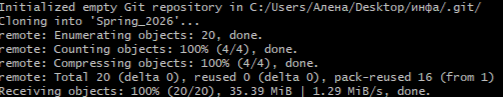 Initialized empty Git repository in C:/Users/Алена/Desktop/инфа/.git/
Cloning into 'Spring_2026'...
remote: Enumerating objects: 20, done.
remote: Counting objects: 100% (4/4), done.
remote: Compressing objects: 100% (4/4), done.
remote: Total 20 (delta 0), reused 0 (delta 0), pack-reused 16 (from 1)
Receiving objects: 100% (20/20), 35.39 MiB | 1.29 MiB/s, done.